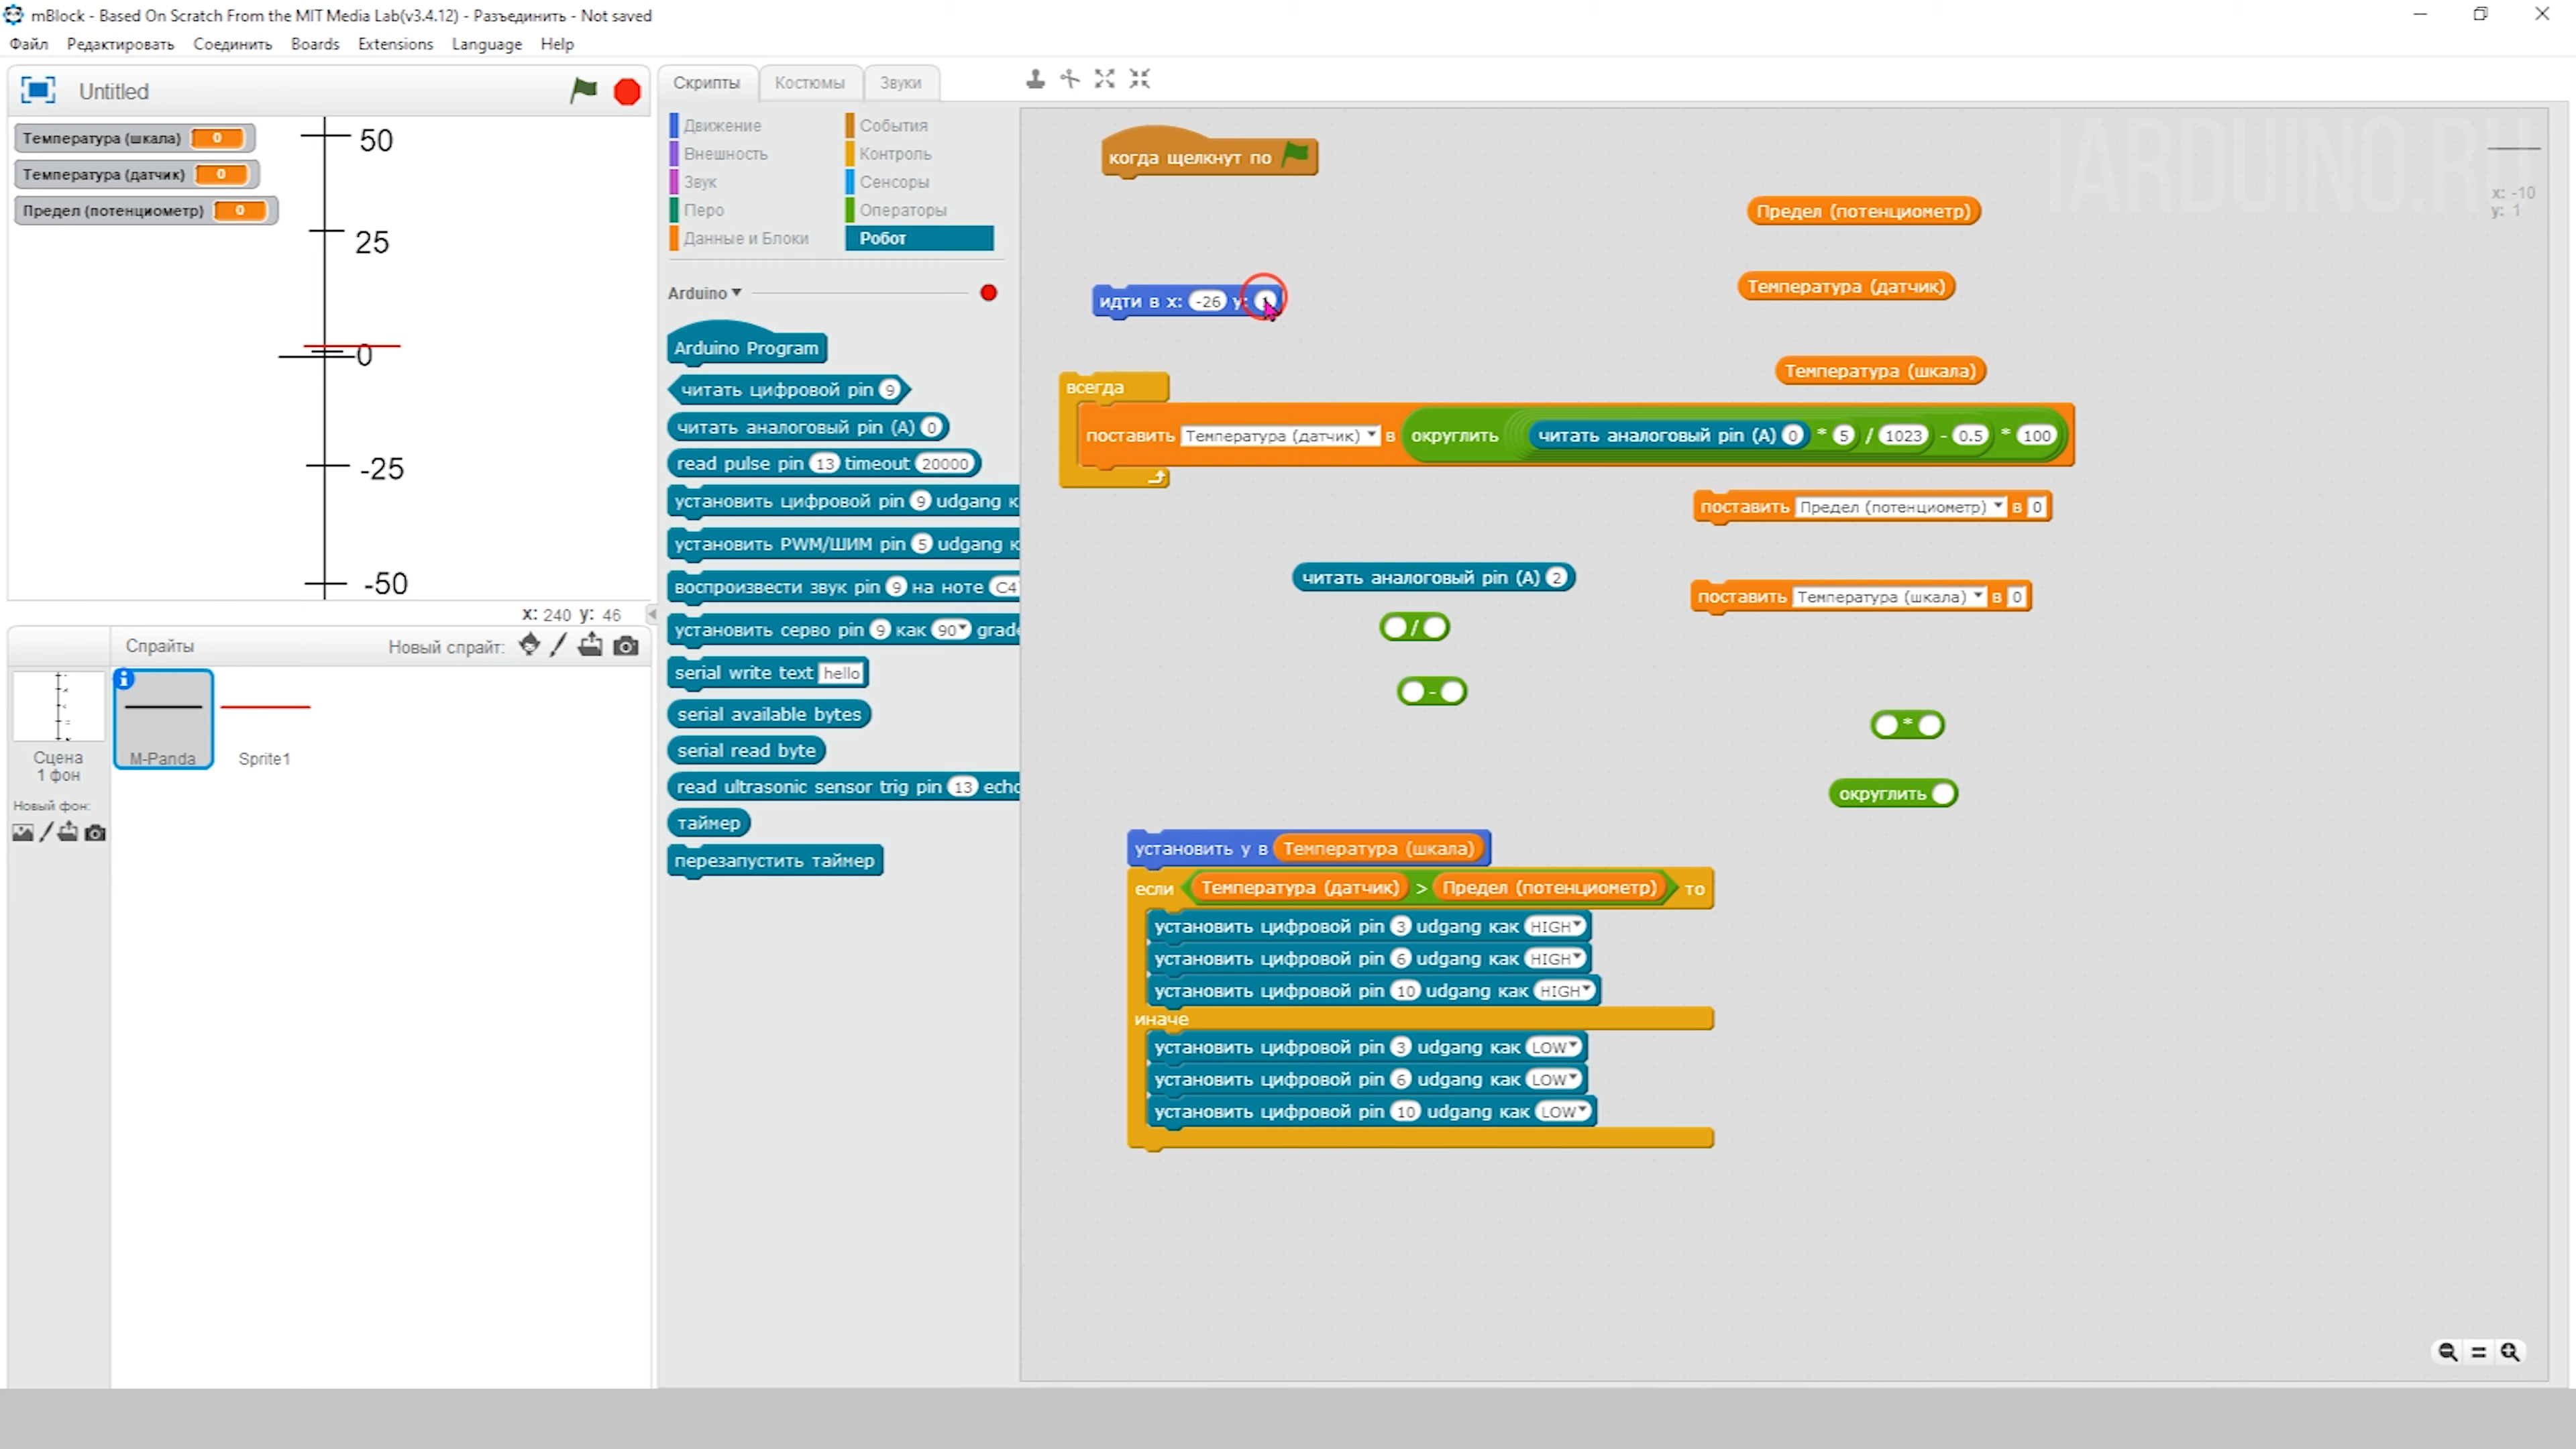 mBlock - Based On Scratch From the MIT Media Lab(v3.4.12) - Разъединить - Not saved
Файл Редактировать Соединить Boards Extensions Language Help
Untitled
Температура (шкала) 0
Температура (датчик) 0
Предел (потенциометр) 0
50
25
0
-25
-50
x: 240 y: 46
Спрайты Новый спрайт:
Сцена
1 фон
M-Panda
Sprite1
Новый фон:
Скрипты Костюмы Звуки
Движение События
Внешность Контроль
Звук Сенсоры
Перо Операторы
Данные и Блоки Робот
Arduino
Arduino Program
читать цифровой pin 9
читать аналоговый pin (A) 0
read pulse pin 13 timeout 20000
установить цифровой pin 9 udgang к
установить PWM/ШИМ pin 5 udgang к
воспроизвести звук pin 9 на ноте C4
установить серво pin 9 как 90 grade
serial write text hello
serial available bytes
serial read byte
read ultrasonic sensor trig pin 13 echo
таймер
перезапустить таймер
IARDUINO.RU
x: -10
y: 1
когда щелкнут по
Предел (потенциометр)
Температура (датчик)
идти в x: -26 y:
Температура (шкала)
всегда
поставить Температура (датчик) в округлить читать аналоговый pin (A) 0 * 5 / 1023 - 0.5 * 100
поставить Предел (потенциометр) в 0
читать аналоговый pin (A) 2
поставить Температура (шкала) в 0
/
-
*
округлить
установить y в Температура (шкала)
если Температура (датчик) > Предел (потенциометр) то
установить цифровой pin 3 udgang как HIGH
установить цифровой pin 6 udgang как HIGH
установить цифровой pin 10 udgang как HIGH
иначе
установить цифровой pin 3 udgang как LOW
установить цифровой pin 6 udgang как LOW
установить цифровой pin 10 udgang как LOW